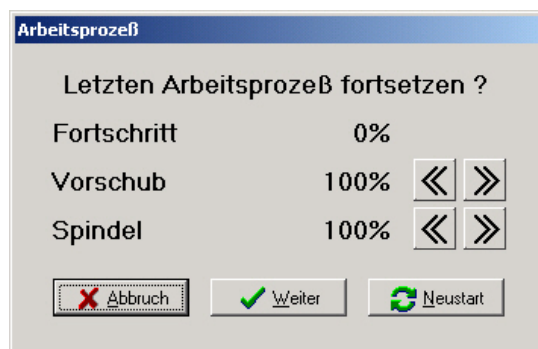 Arbeitsprozeß
Letzten Arbeitsprozeß fortsetzen ?
Fortschritt 0%
Vorschub 100%
Spindel 100%
Abbruch Weiter Neustart